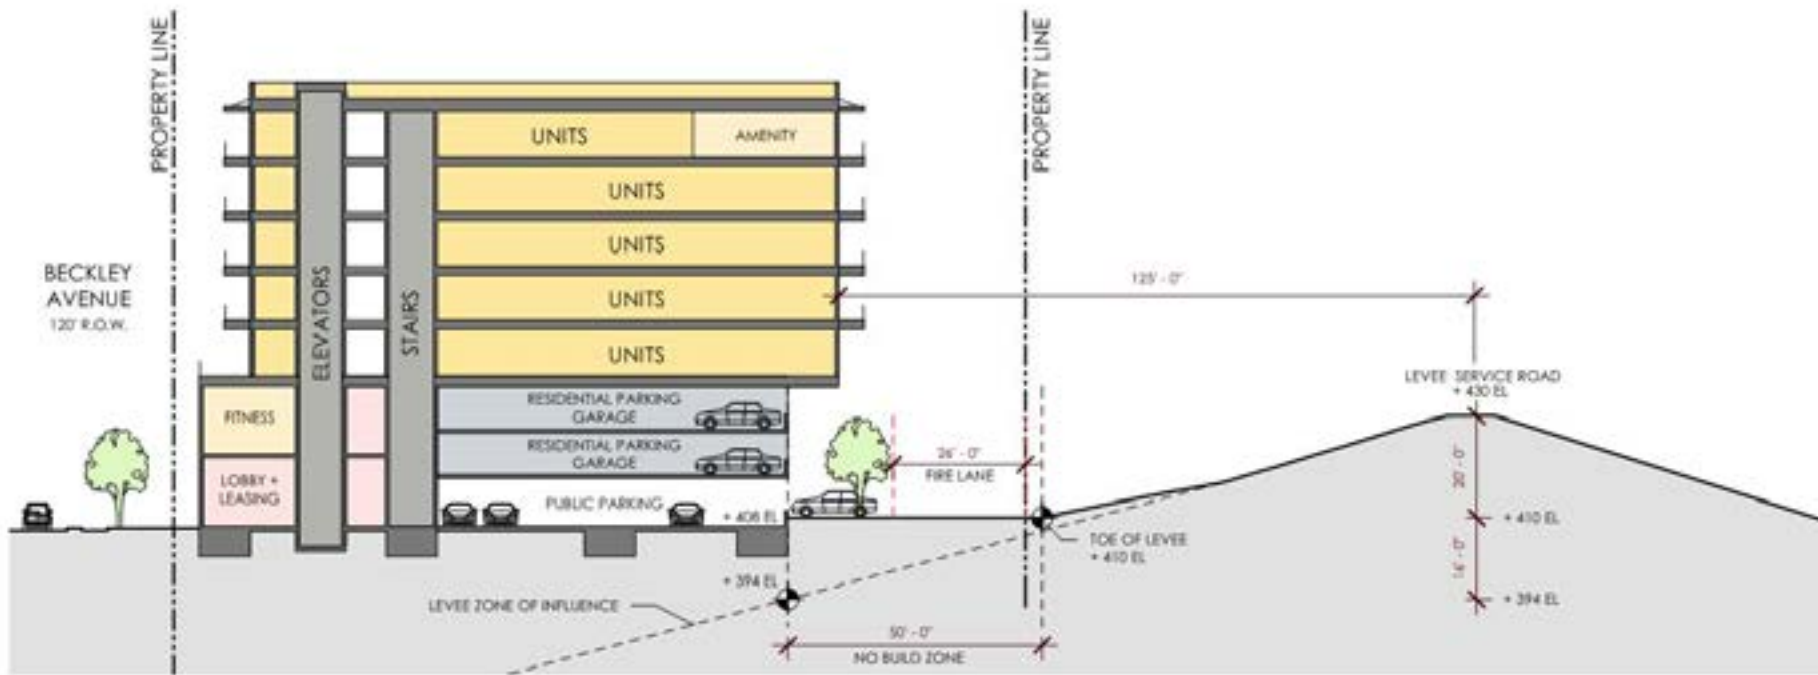 PROPERTY LINE
PROPERTY LINE
UNITS
AMENITY
UNITS
UNITS
UNITS
UNITS
BECKLEY
AVENUE
120' R.O.W.
ELEVATORS
STAIRS
125' - 0"
LEVEE SERVICE ROAD
+ 430 EL
RESIDENTIAL PARKING
GARAGE
FITNESS
RESIDENTIAL PARKING
GARAGE
26' - 0"
FIRE LANE
20' - 0"
LOBBY +
LEASING
PUBLIC PARKING
+ 408 EL
+ 410 EL
TOE OF LEVEE
+ 410 EL
16' - 0"
+ 394 EL
+ 394 EL
LEVEE ZONE OF INFLUENCE
50' - 0"
NO BUILD ZONE